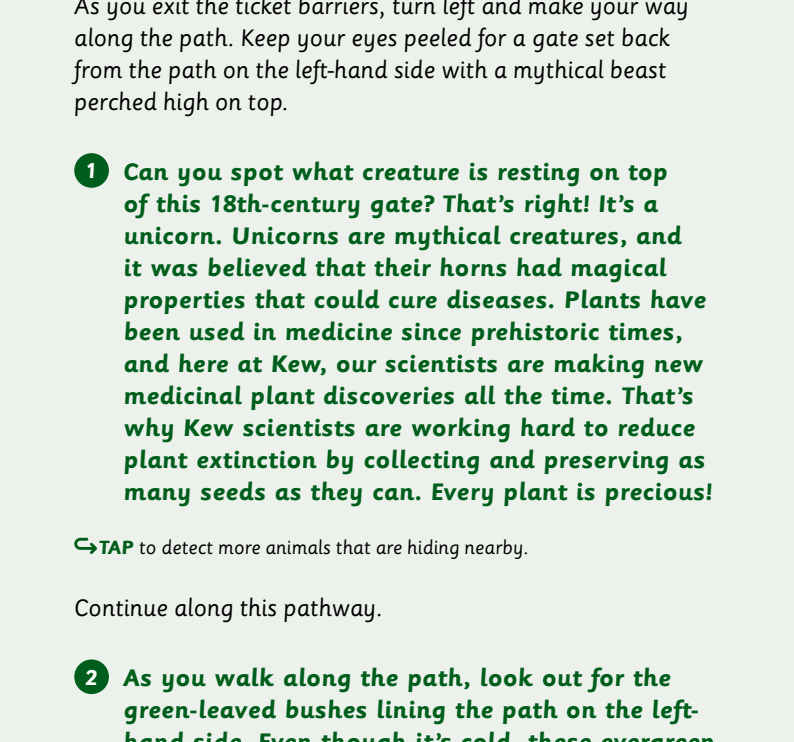 As you exit the ticket barriers, turn left and make your way
along the path. Keep your eyes peeled for a gate set back
from the path on the left-hand side with a mythical beast
perched high on top.
1 Can you spot what creature is resting on top
of this 18th-century gate? That's right! It's a
unicorn. Unicorns are mythical creatures, and
it was believed that their horns had magical
properties that could cure diseases. Plants have
been used in medicine since prehistoric times,
and here at Kew, our scientists are making new
medicinal plant discoveries all the time. That's
why Kew scientists are working hard to reduce
plant extinction by collecting and preserving as
many seeds as they can. Every plant is precious!
TAP to detect more animals that are hiding nearby.
Continue along this pathway.
2 As you walk along the path, look out for the
green-leaved bushes lining the path on the left-
hand side. Even though it's cold, these evergreen